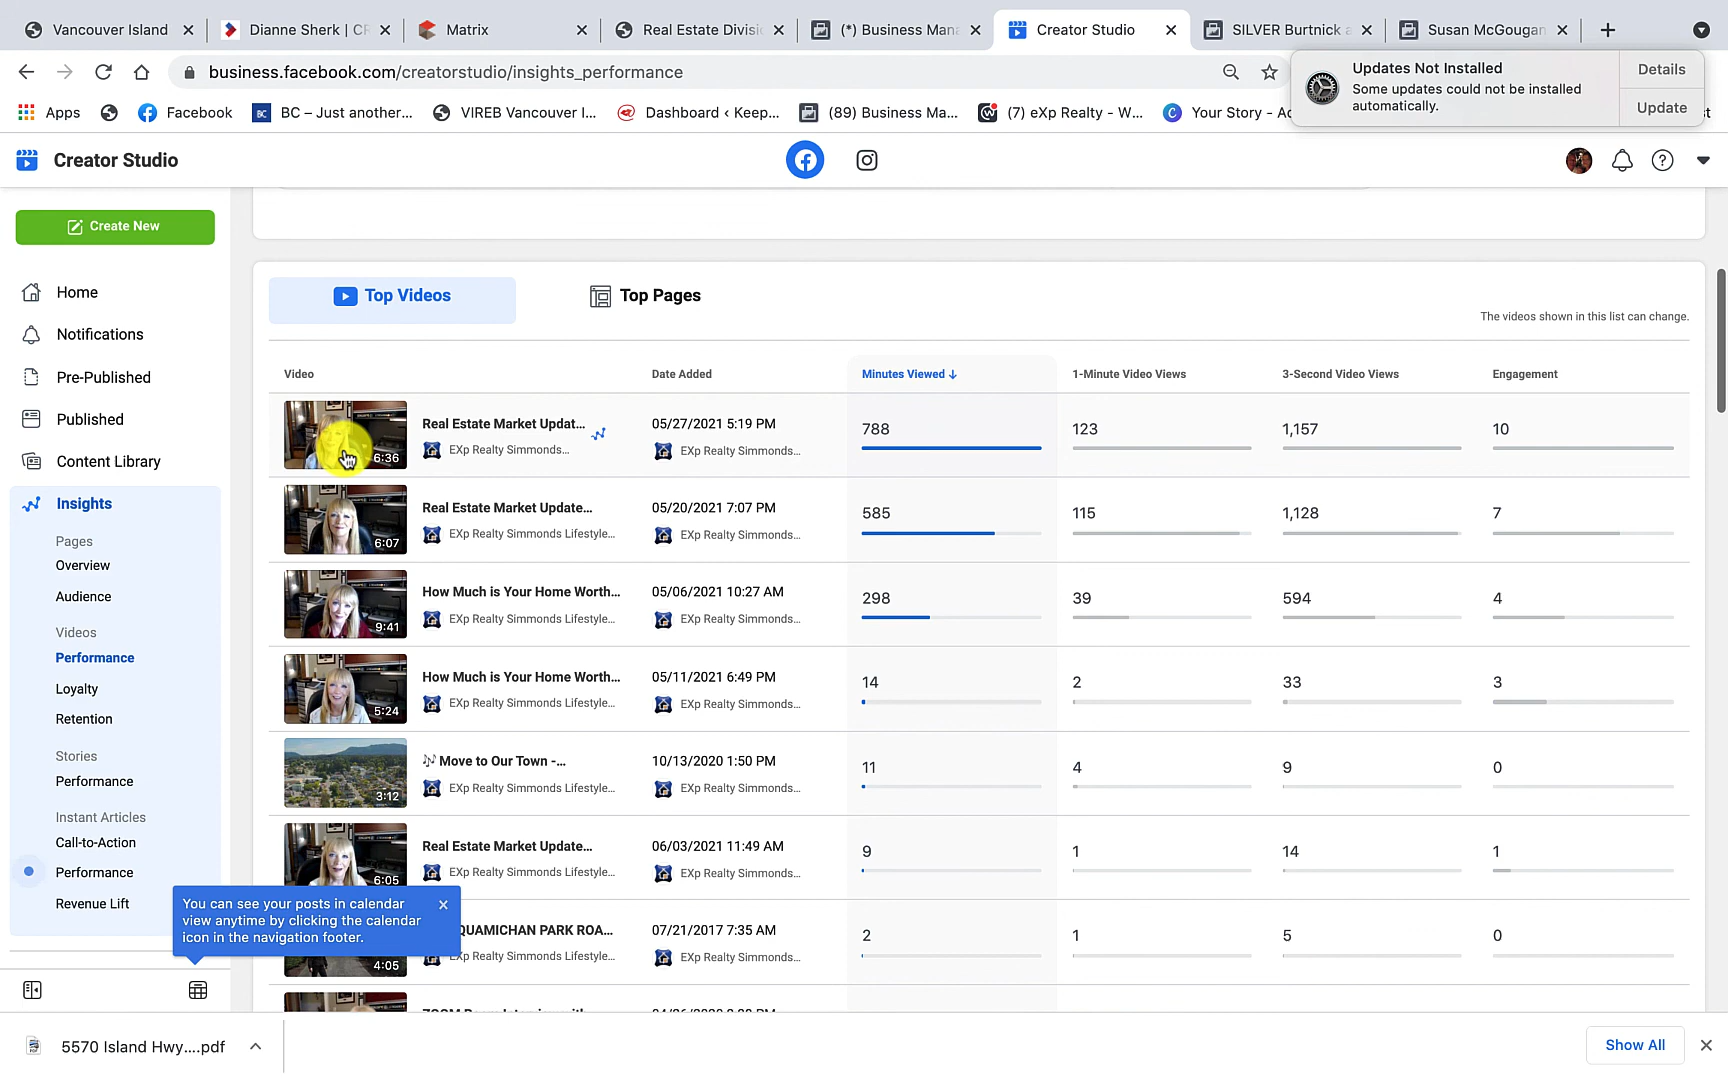 Vancouver Island
Dianne Sherk | CR
Matrix
Real Estate Divisio
(*) Business Mana
Creator Studio
SILVER Burtnick a
Susan McGougan
business.facebook.com/creatorstudio/insights_performance
Updates Not Installed
Some updates could not be installed
automatically.
Details
Update
Apps
Facebook
BC – Just another...
VIREB Vancouver I...
Dashboard ‹ Keep...
(89) Business Ma...
(7) eXp Realty - W...
Your Story - Ac
Creator Studio
Create New
Home
Notifications
Pre-Published
Published
Content Library
Insights
Pages
Overview
Audience
Videos
Performance
Loyalty
Retention
Stories
Performance
Instant Articles
Call-to-Action
Performance
Revenue Lift
You can see your posts in calendar
view anytime by clicking the calendar
icon in the navigation footer.
Top Videos
Top Pages
The videos shown in this list can change.
Video
Date Added
Minutes Viewed
1-Minute Video Views
3-Second Video Views
Engagement
6:36
Real Estate Market Updat...
EXp Realty Simmonds...
05/27/2021 5:19 PM
EXp Realty Simmonds...
788
123
1,157
10
6:07
Real Estate Market Update...
EXp Realty Simmonds Lifestyle...
05/20/2021 7:07 PM
EXp Realty Simmonds...
585
115
1,128
7
9:41
How Much is Your Home Worth...
EXp Realty Simmonds Lifestyle...
05/06/2021 10:27 AM
EXp Realty Simmonds...
298
39
594
4
5:24
How Much is Your Home Worth...
EXp Realty Simmonds Lifestyle...
05/11/2021 6:49 PM
EXp Realty Simmonds...
14
2
33
3
3:12
🎶 Move to Our Town -...
EXp Realty Simmonds Lifestyle...
10/13/2020 1:50 PM
EXp Realty Simmonds...
11
4
9
0
6:05
Real Estate Market Update...
EXp Realty Simmonds Lifestyle...
06/03/2021 11:49 AM
EXp Realty Simmonds...
9
1
14
1
4:05
QUAMICHAN PARK ROA...
EXp Realty Simmonds Lifestyle...
07/21/2017 7:35 AM
EXp Realty Simmonds...
2
1
5
0
5570 Island Hwy....pdf
Show All